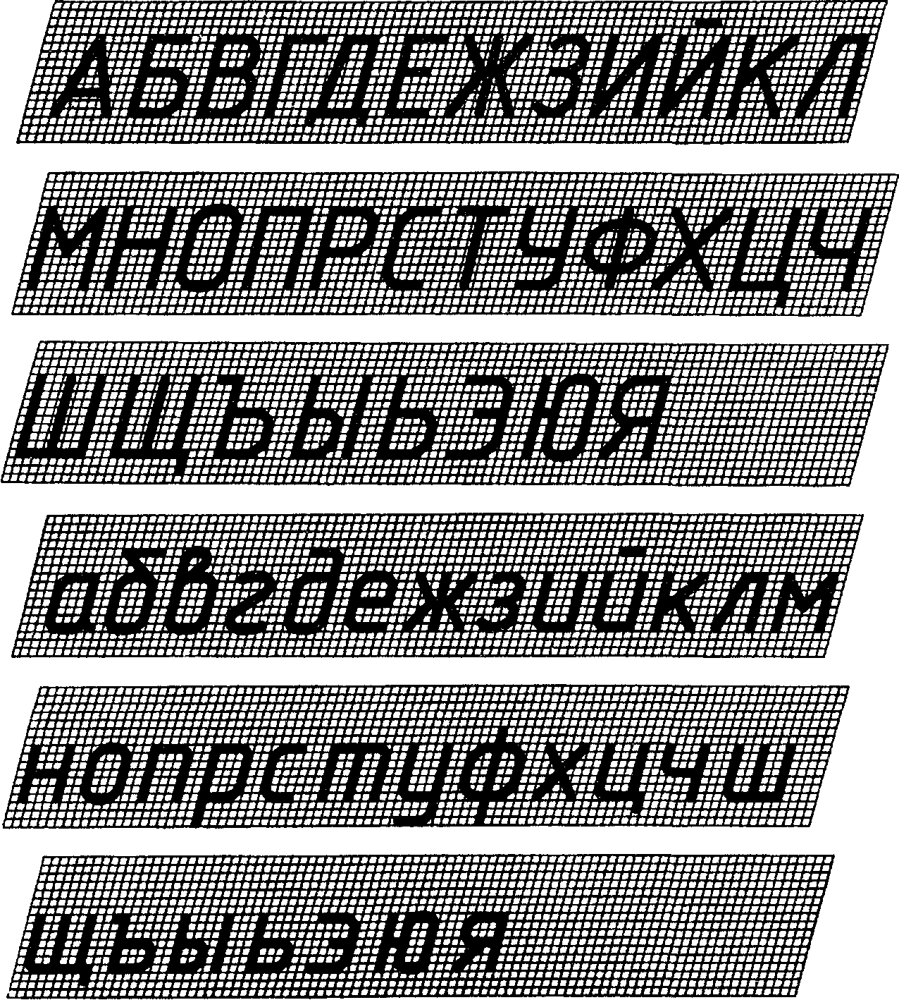 АБВГДЕЖЗИЙКЛ
МНОПРСТУФХЦЧ
ШЩЪЫЬЭЮЯ
абвгдежзийклм
нопрстуфхцчш
щъыьэюя